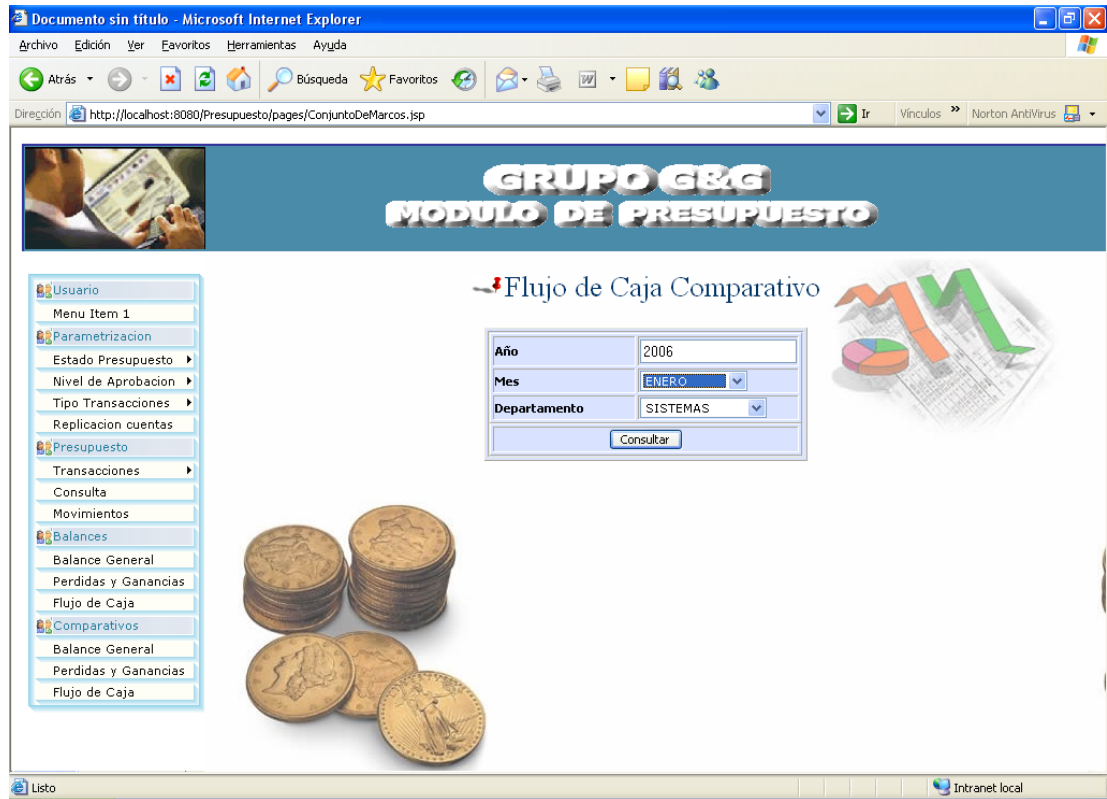 Documento sin título - Microsoft Internet Explorer
Archivo Edición Ver Favoritos Herramientas Ayuda
Atrás Búsqueda Favoritos
Dirección http://localhost:8080/Presupuesto/pages/ConjuntoDeMarcos.jsp Ir Vínculos » Norton AntiVirus
GRUPO G&G
MODULO DE PRESUPUESTO
Usuario
Menu Item 1
Parametrizacion
Estado Presupuesto
Nivel de Aprobacion
Tipo Transacciones
Replicacion cuentas
Presupuesto
Transacciones
Consulta
Movimientos
Balances
Balance General
Perdidas y Ganancias
Flujo de Caja
Comparativos
Balance General
Perdidas y Ganancias
Flujo de Caja
Flujo de Caja Comparativo
Año 2006
Mes ENERO
Departamento SISTEMAS
Consultar
Listo Intranet local